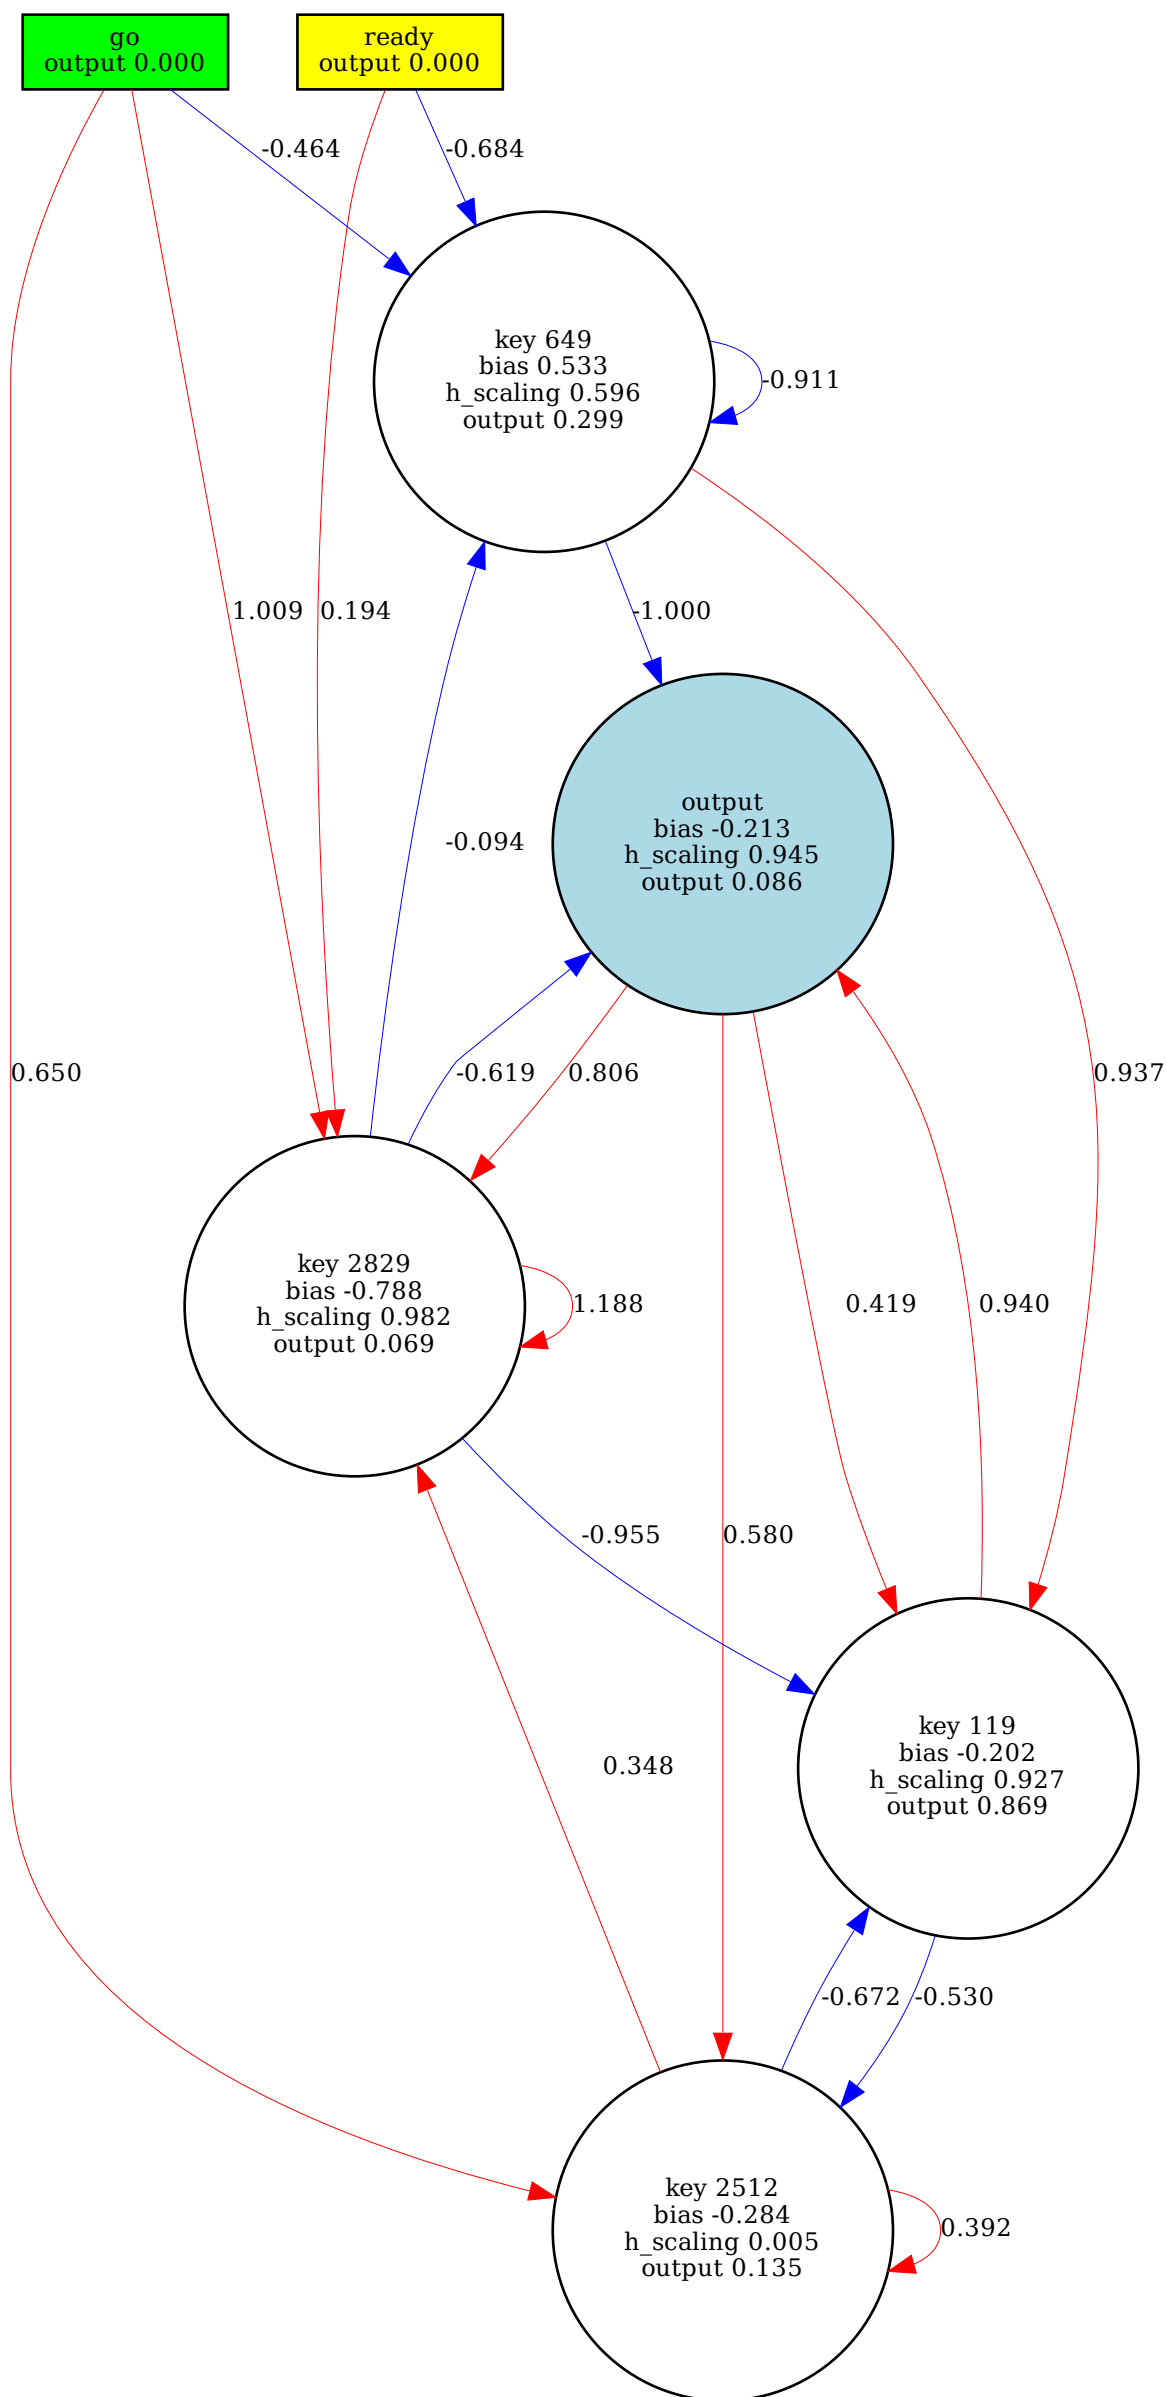 go
output 0.000
ready
output 0.000
-0.464
-0.684
key 649
bias 0.533
h_scaling 0.596
output 0.299
-0.911
1.009
0.194
-1.000
output
bias -0.213
h_scaling 0.945
output 0.086
-0.094
0.650
-0.619
0.806
0.937
key 2829
bias -0.788
h_scaling 0.982
output 0.069
1.188
0.419
0.940
-0.955
0.580
key 119
bias -0.202
h_scaling 0.927
output 0.869
0.348
-0.672
-0.530
key 2512
bias -0.284
h_scaling 0.005
output 0.135
0.392